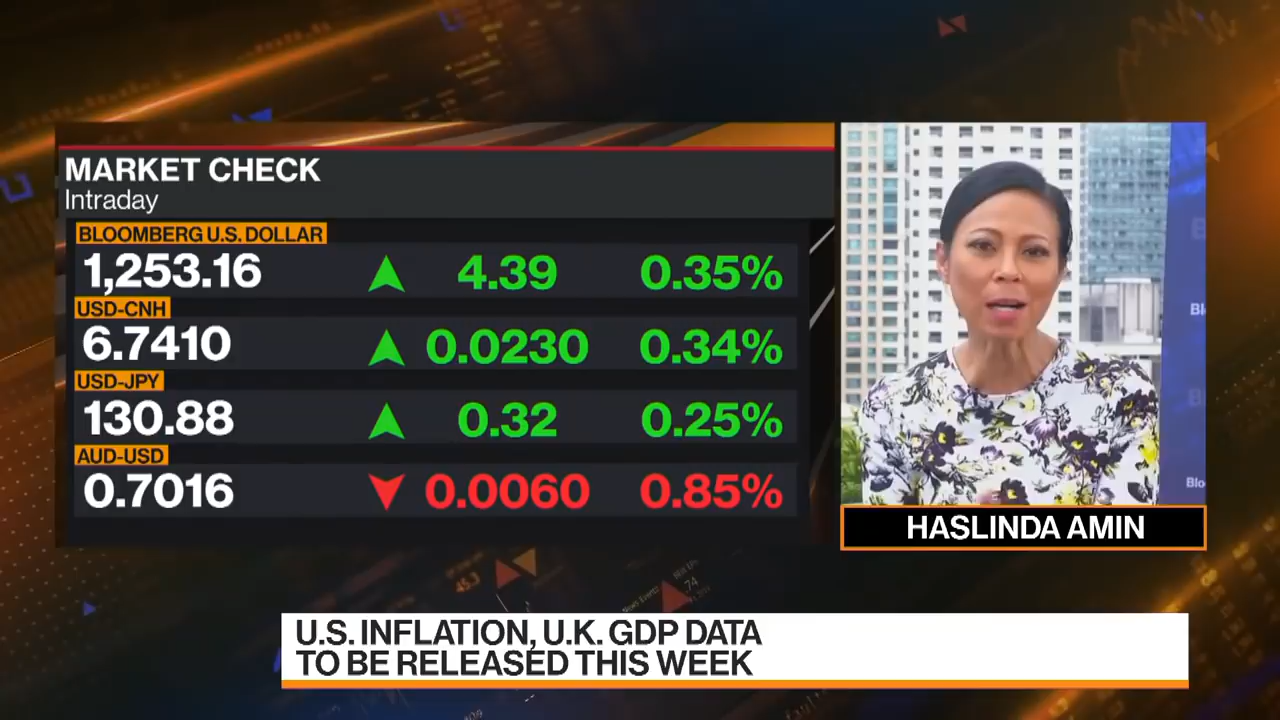 MARKET CHECK
Intraday
BLOOMBERG U.S. DOLLAR
1,253.16 4.39 0.35%
USD-CNH
6.7410 0.0230 0.34%
USD-JPY
130.88 0.32 0.25%
AUD-USD
0.7016 0.0060 0.85%
HASLINDA AMIN
U.S. INFLATION, U.K. GDP DATA
TO BE RELEASED THIS WEEK